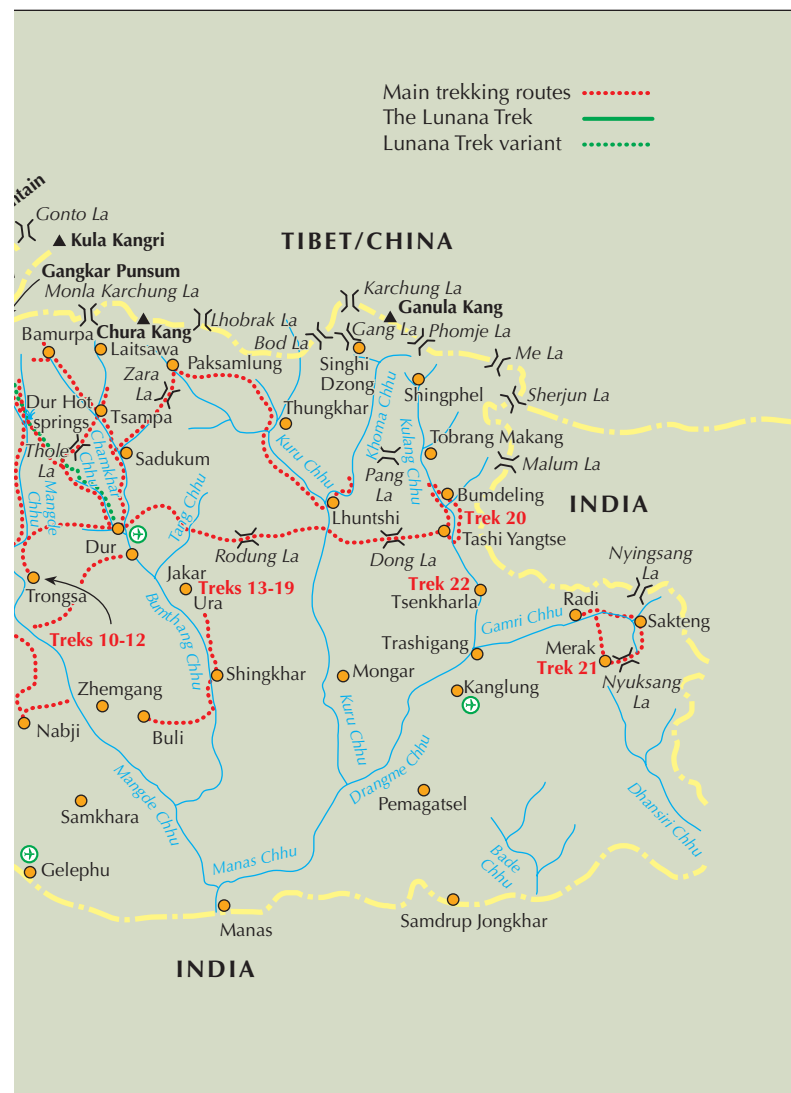 Main trekking routes
The Lunana Trek
Lunana Trek variant
ntain
Gonto La
Kula Kangri
TIBET/CHINA
Gangkar Punsum
Monla Karchung La
Karchung La
Ganula Kang
Bamurpa
Chura Kang
Lhobrak La
Gang La
Phomje La
Laitsawa
Bod La
Me La
Paksamlung
Singhi
Dzong
Zara
La
Shingphel
Sherjun La
Dur Hot
springs
Tsampa
Thungkhar
Khoma Chhu
Kulang Chhu
Tobrang Makang
Thole
La
Chamkhar
Chhu
Sadukum
Kuru Chhu
Pang
La
Malum La
Mangde
Chhu
Tang Chhu
Bumdeling
INDIA
Lhuntshi
Trek 20
Tashi Yangtse
Dur
Rodung La
Dong La
Nyingsang
La
Jakar
Treks 13-19
Trek 22
Trongsa
Ura
Tsenkharla
Radi
Bumthang Chhu
Gamri Chhu
Sakteng
Treks 10-12
Trashigang
Merak
Trek 21
Shingkhar
Mongar
Kanglung
Nyuksang
La
Zhemgang
Nabji
Buli
Kuru Chhu
Drangme Chhu
Mangde Chhu
Samkhara
Pemagatsel
Dhansiri Chhu
Manas Chhu
Bade
Chhu
Gelephu
Manas
Samdrup Jongkhar
INDIA